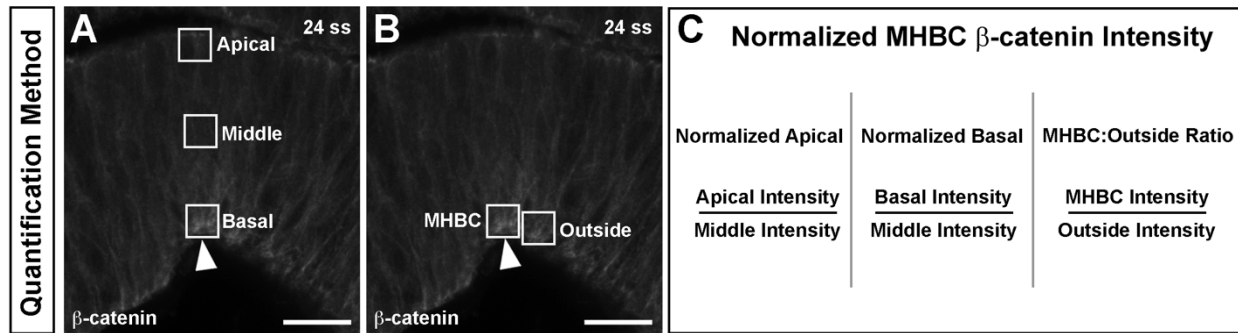 Quantification Method
A
24 ss
Apical
Middle
Basal
β-catenin
B
24 ss
MHBC
Outside
β-catenin
C
Normalized MHBC β-catenin Intensity
Normalized Apical
Apical Intensity
Middle Intensity
Normalized Basal
Basal Intensity
Middle Intensity
MHBC:Outside Ratio
MHBC Intensity
Outside Intensity